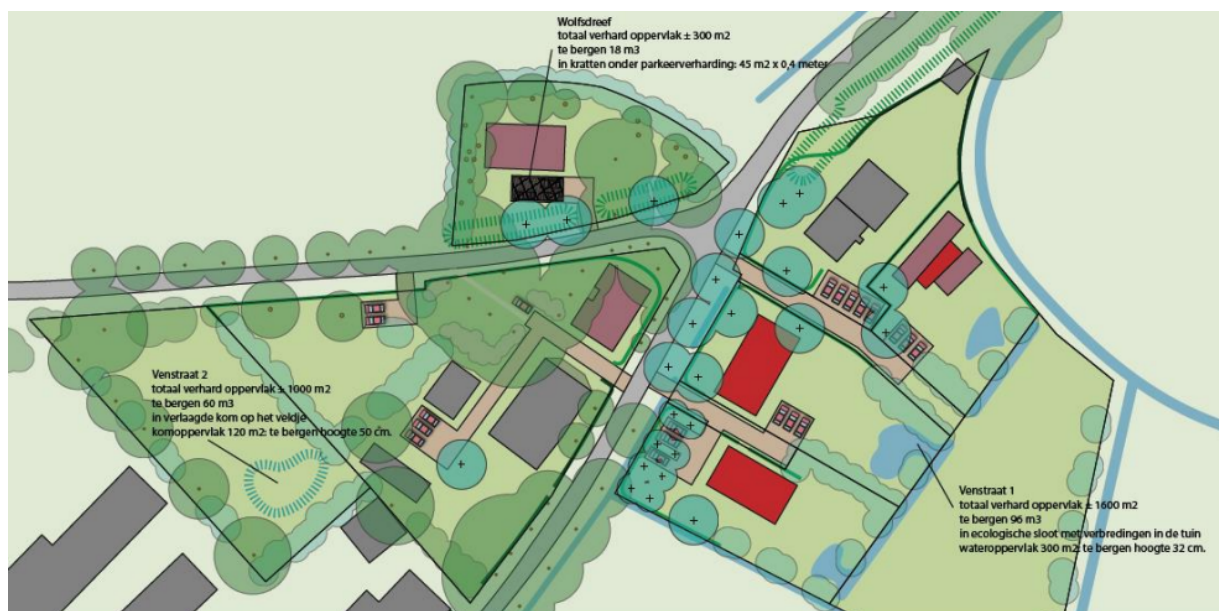 Wolfsdreef
totaal verhard oppervlak ± 300 m2
te bergen 18 m3
in kratten onder parkeerverharding: 45 m2 x 0,4 meter
Venstraat 2
totaal verhard oppervlak ± 1000 m2
te bergen 60 m3
in verlaagde kom op het veldje
komoppervlak 120 m2: te bergen hoogte 50 cm.
Venstraat 1
totaal verhard oppervlak ± 1600 m2
te bergen 96 m3
in ecologische sloot met verbredingen in de tuin
wateroppervlak 300 m2: te bergen hoogte 32 cm.